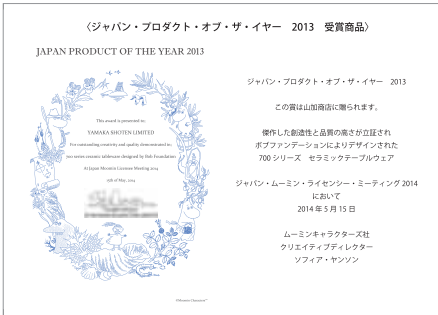 〈ジャパン・プロダクト・オブ・ザ・イヤー　2013　受賞商品〉
JAPAN PRODUCT OF THE YEAR 2013
This award is presented to:
YAMAKA SHOTEN LIMITED
For outstanding creativity and quality demonstrated in:
700 series ceramic tableware designed by Bob Foundation
At Japan Moomin Licensee Meeting 2014
15th of May, 2014
ジャパン・プロダクト・オブ・ザ・イヤー　2013
この賞は山加商店に贈られます。
傑作した創造性と品質の高さが立証され
ボブファンデーションによりデザインされた
700 シリーズ　セラミックテーブルウェア
ジャパン・ムーミン・ライセンシー・ミーティング 2014
において
2014 年 5 月 15 日
ムーミンキャラクターズ社
クリエイティブディレクター
ソフィア・ヤンソン
©Moomin Characters™